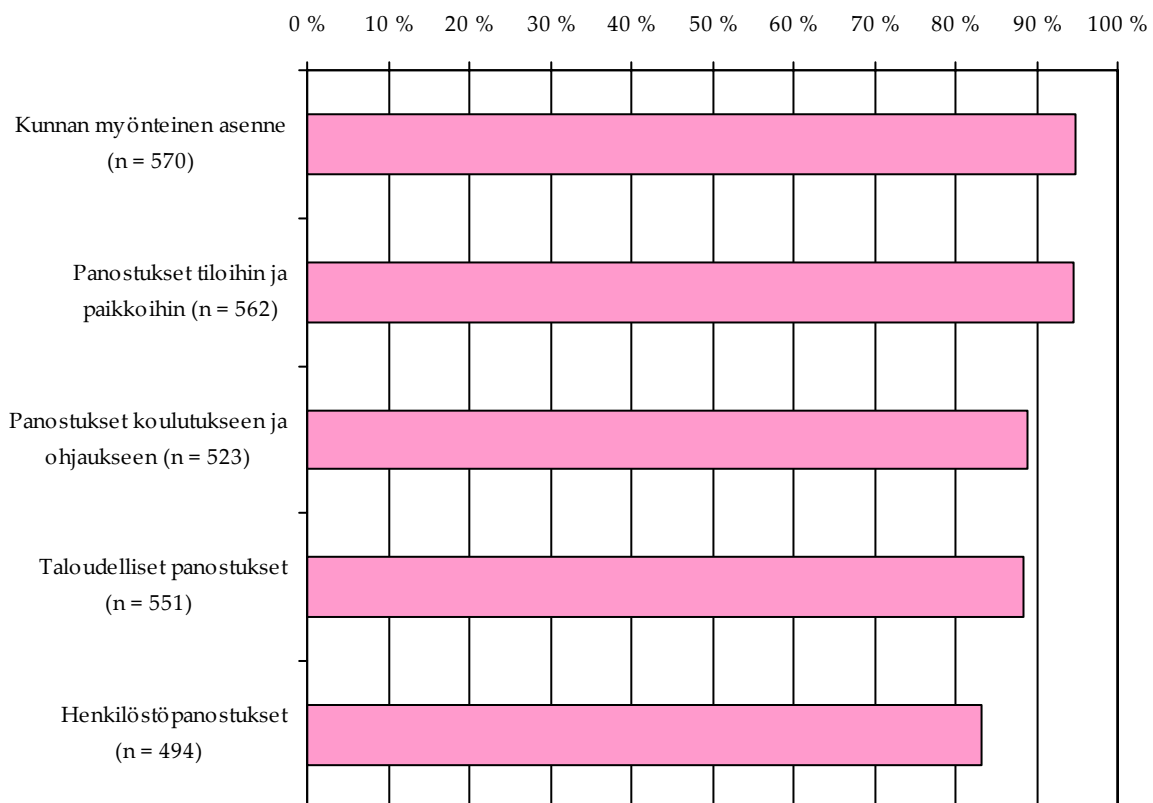 0 % 10 % 20 % 30 % 40 % 50 % 60 % 70 % 80 % 90 % 100 %
Kunnan myönteinen asenne
(n = 570)
Panostukset tiloihin ja
paikkoihin (n = 562)
Panostukset koulutukseen ja
ohjaukseen (n = 523)
Taloudelliset panostukset
(n = 551)
Henkilöstöpanostukset
(n = 494)